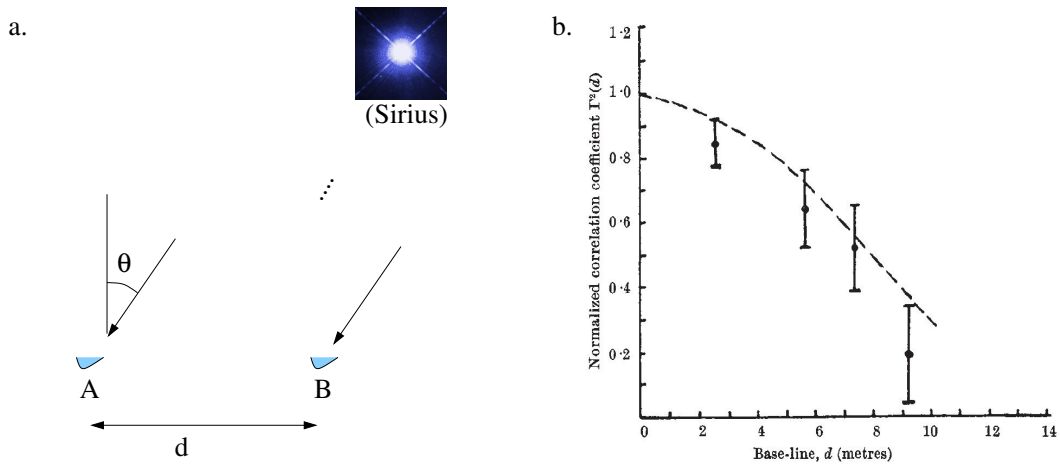 a.
(Sirius)
θ
A
B
d
b.
Normalized correlation coefficient Γ²(d)
1·2
1·0
0·8
0·6
0·4
0·2
0 2 4 6 8 10 12 14
Base-line, d (metres)